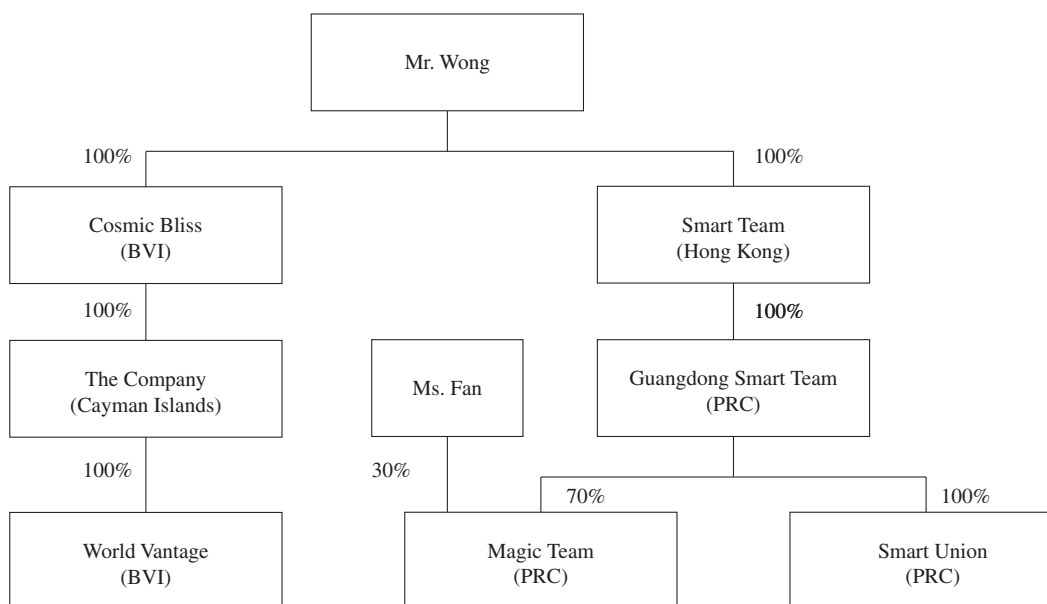 Mr. Wong
100%
100%
Cosmic Bliss
(BVI)
Smart Team
(Hong Kong)
100%
100%
The Company
(Cayman Islands)
Ms. Fan
Guangdong Smart Team
(PRC)
100%
30%
70%
100%
World Vantage
(BVI)
Magic Team
(PRC)
Smart Union
(PRC)